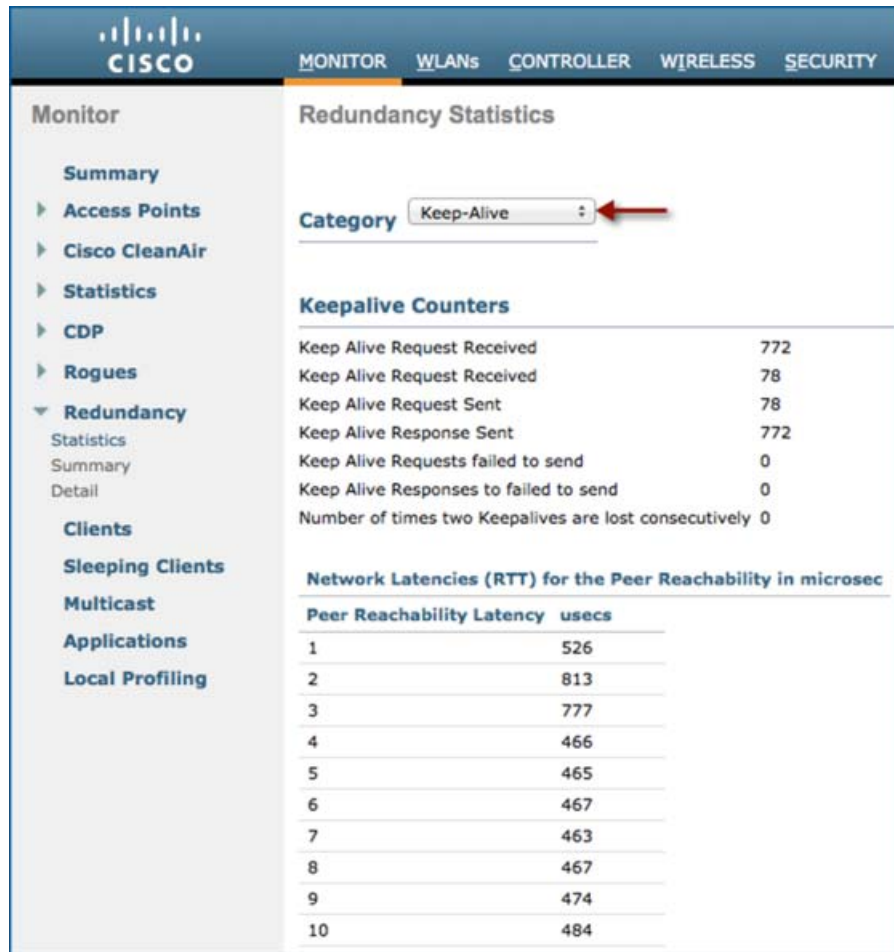 CISCO
MONITOR WLANs CONTROLLER WIRELESS SECURITY
Monitor
Summary
Access Points
Cisco CleanAir
Statistics
CDP
Rogues
Redundancy
Statistics
Summary
Detail
Clients
Sleeping Clients
Multicast
Applications
Local Profiling
Redundancy Statistics
Category Keep-Alive
Keepalive Counters
Keep Alive Request Received 772
Keep Alive Request Received 78
Keep Alive Request Sent 78
Keep Alive Response Sent 772
Keep Alive Requests failed to send 0
Keep Alive Responses to failed to send 0
Number of times two Keepalives are lost consecutively 0
Network Latencies (RTT) for the Peer Reachability in microsec
Peer Reachability Latency usecs
1 526
2 813
3 777
4 466
5 465
6 467
7 463
8 467
9 474
10 484